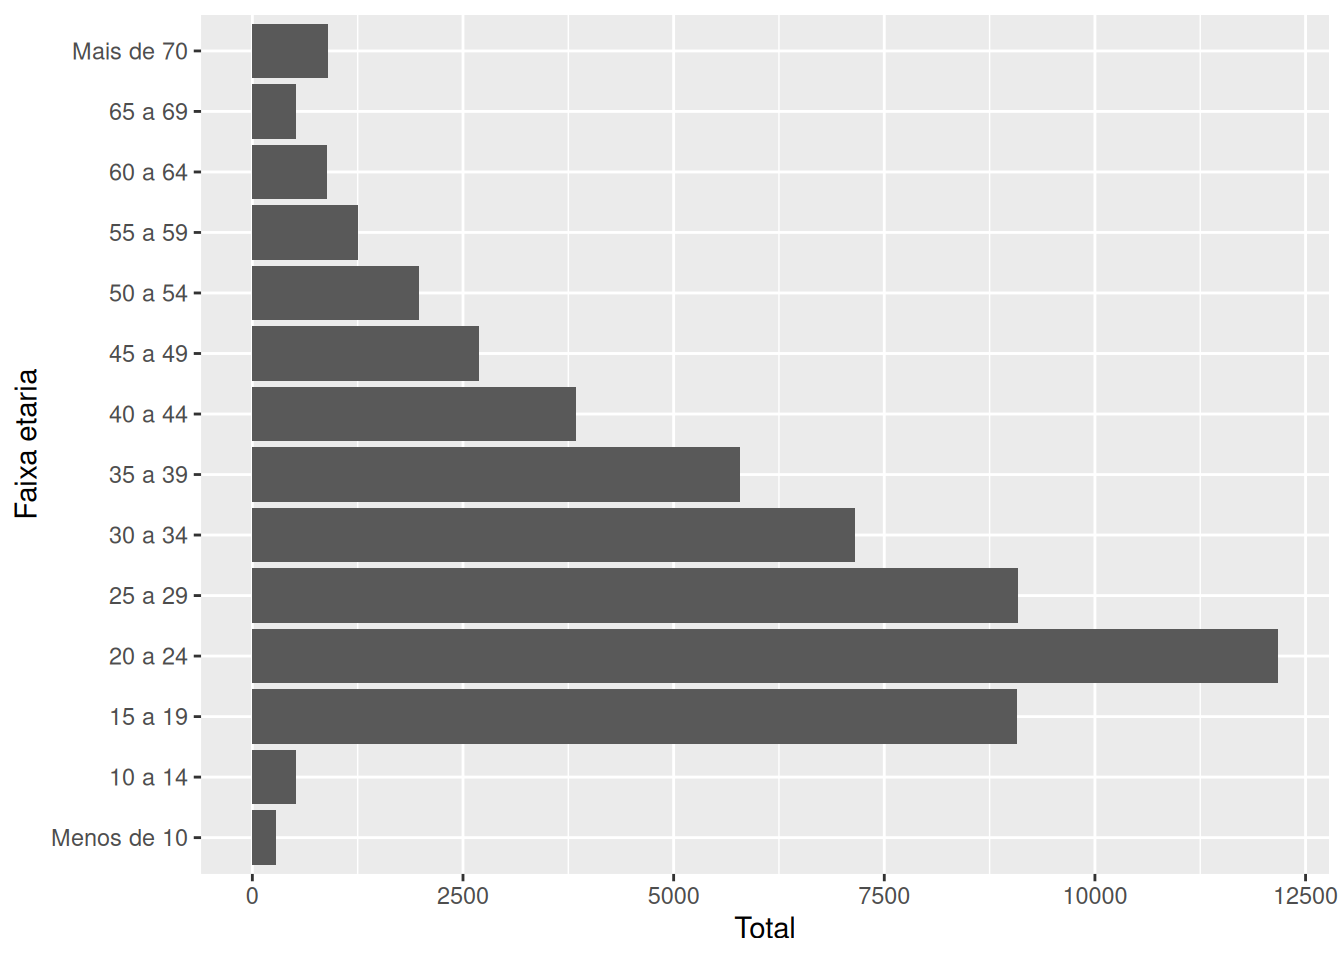 Mais de 70
65 a 69
60 a 64
55 a 59
50 a 54
45 a 49
40 a 44
35 a 39
30 a 34
25 a 29
20 a 24
15 a 19
10 a 14
Menos de 10
Faixa etaria
0 2500 5000 7500 10000 12500
Total